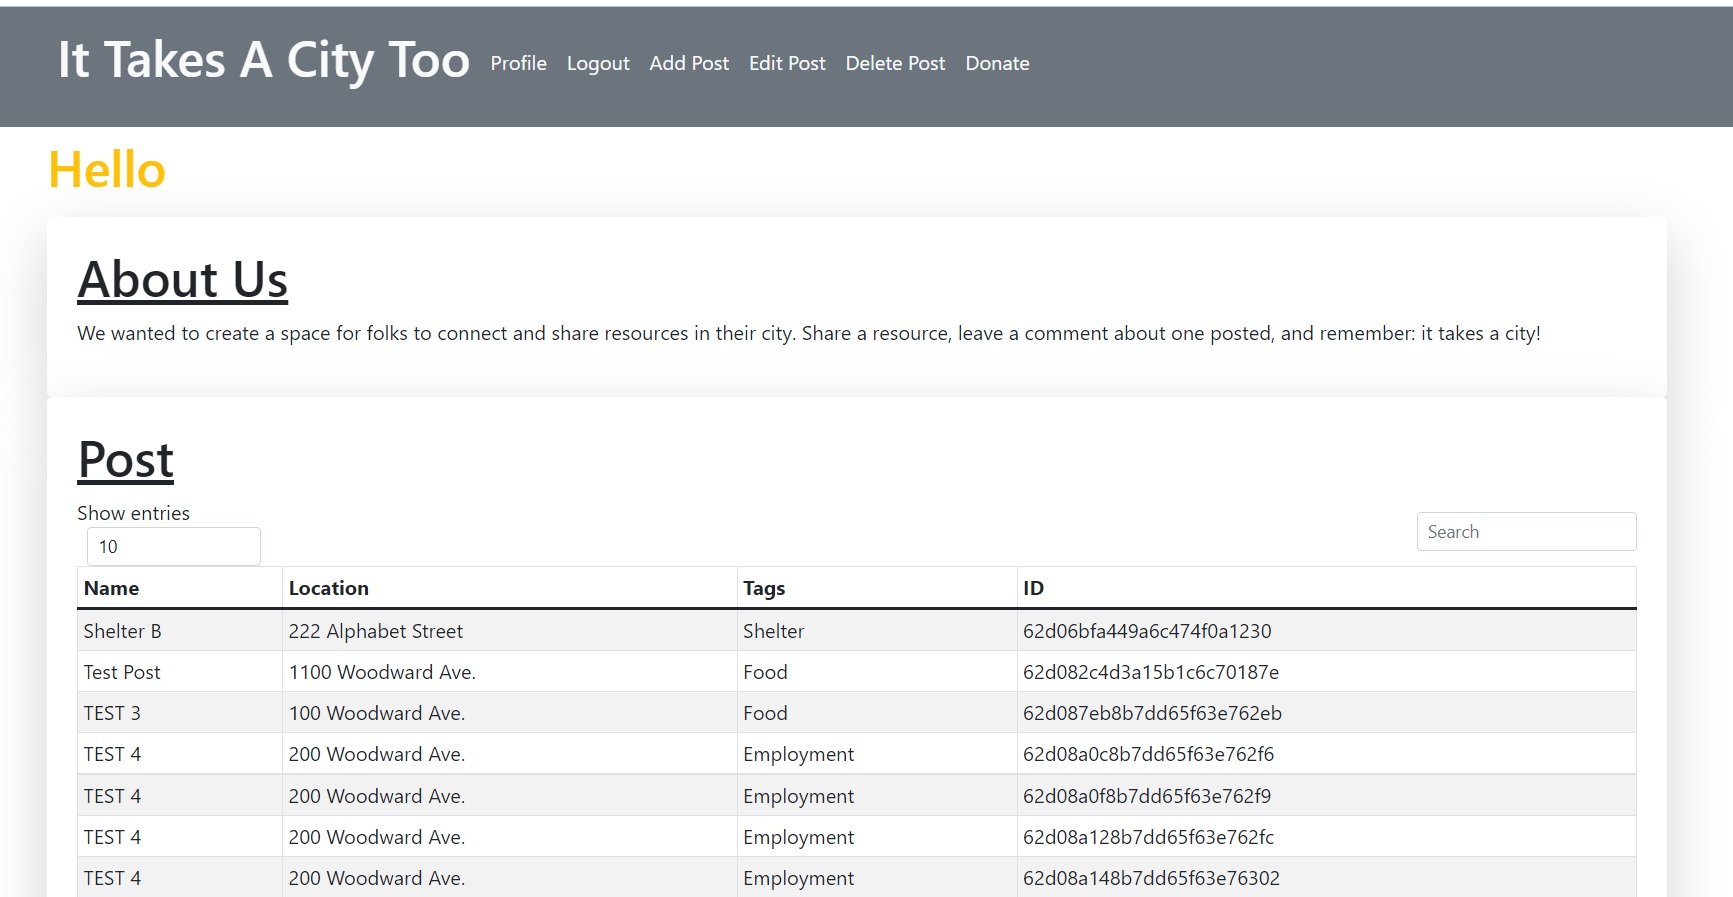 It Takes A City Too Profile Logout Add Post Edit Post Delete Post Donate
Hello
About Us
We wanted to create a space for folks to connect and share resources in their city. Share a resource, leave a comment about one posted, and remember: it takes a city!
Post
Show entries
10 Search
Name Location Tags ID
Shelter B 222 Alphabet Street Shelter 62d06bfa449a6c474f0a1230
Test Post 1100 Woodward Ave. Food 62d082c4d3a15b1c6c70187e
TEST 3 100 Woodward Ave. Food 62d087eb8b7dd65f63e762eb
TEST 4 200 Woodward Ave. Employment 62d08a0c8b7dd65f63e762f6
TEST 4 200 Woodward Ave. Employment 62d08a0f8b7dd65f63e762f9
TEST 4 200 Woodward Ave. Employment 62d08a128b7dd65f63e762fc
TEST 4 200 Woodward Ave. Employment 62d08a148b7dd65f63e76302